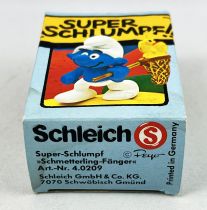 SUPER
SCHLUMPF!
Schleich S
Super-Schlumpf © Peyo
»Schmetterling-Fänger«
Art.-Nr. 4.0209
Schleich GmbH & Co. KG.
7070 Schwäbisch Gmünd
Printed in Germany